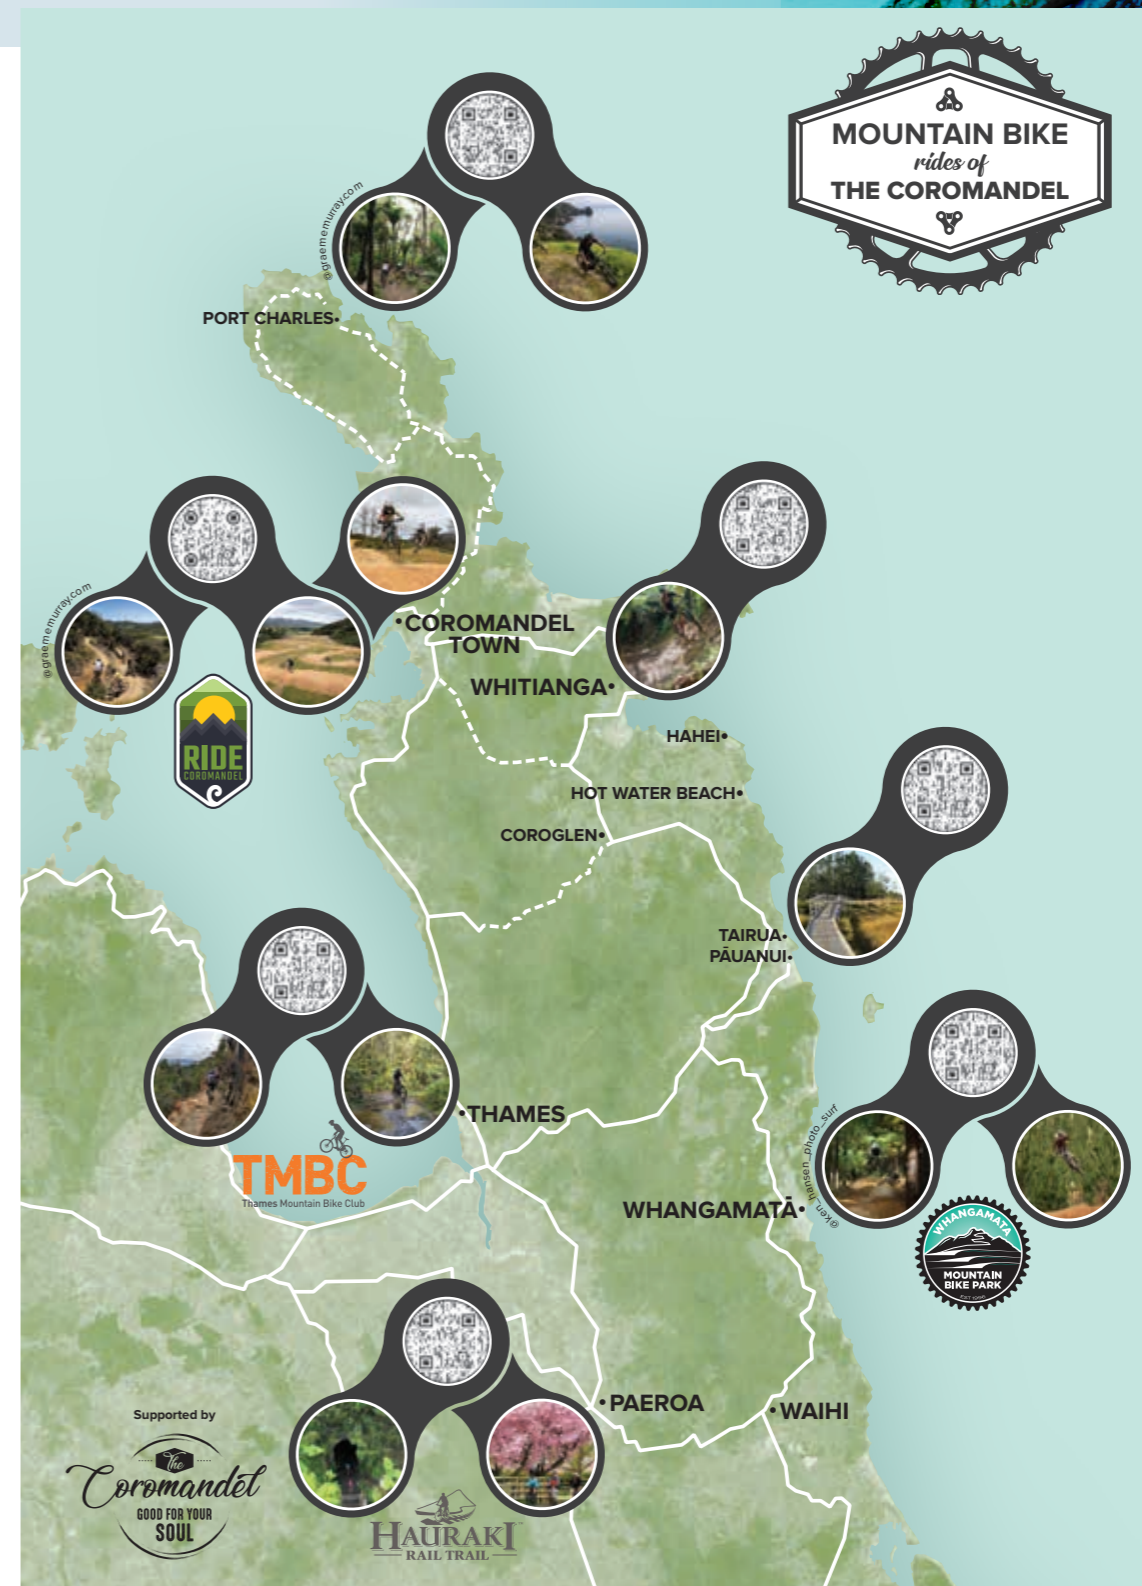 MOUNTAIN BIKE
rides of
THE COROMANDEL
@graememurray.com
PORT CHARLES
@graememurray.com
COROMANDEL
TOWN
WHITIANGA
RIDE
COROMANDEL
HAHEI
HOT WATER BEACH
COROGLEN
TAIRUA
PĀUANUI
THAMES
TMBC
Thames Mountain Bike Club
@ken_hansen_photo_surf
WHANGAMATĀ
WHANGAMATA
MOUNTAIN
BIKE PARK
EST 1996
PAEROA
WAIHI
Supported by
The
Coromandel
GOOD FOR YOUR
SOUL
HAURAKI
RAIL TRAIL